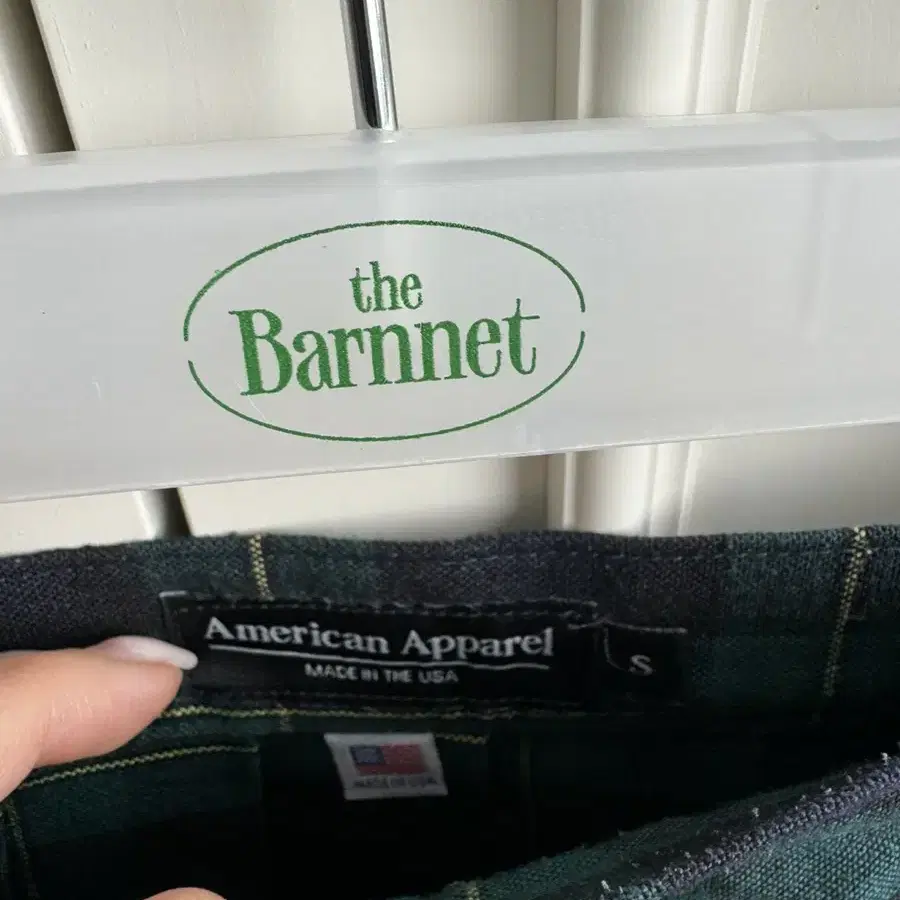 the
Barnnet
American Apparel
MADE IN THE USA
S